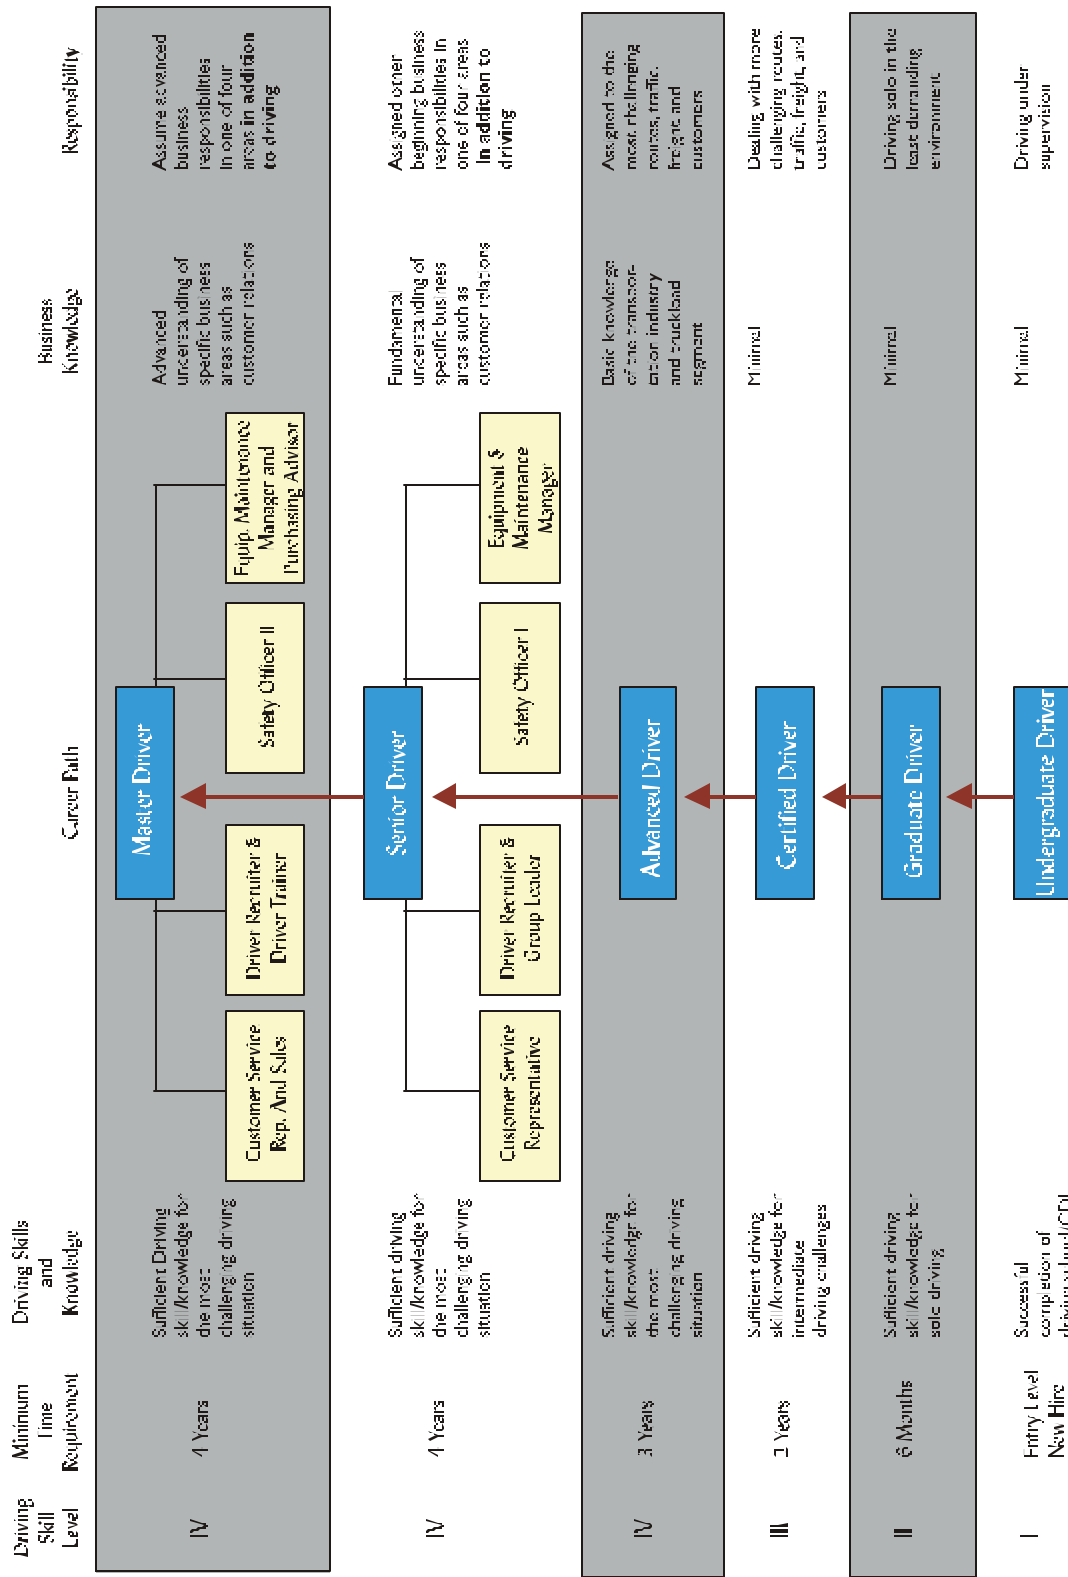 Driving
Skill
Level
Minimum
Time
Requirement
Driving Skills
and
Knowledge
Career Path
Business
Knowledge
Responsibility
IV
4 Years
Sufficient Driving
skill/knowledge for
the most
challenging driving
situation
Master Driver
Customer Service
Rep. And Sales
Driver Recruiter &
Driver Trainer
Safety Officer II
Equip. Maintenance
Manager and
Purchasing Advisor
Advanced
understanding of
specific business
areas such as
customer relations
Assume advanced
business
responsibilities
in one of four
areas in addition
to driving
IV
4 Years
Sufficient driving
skill/knowledge for
the most
challenging driving
situation
Senior Driver
Customer Service
Representative
Driver Recruiter &
Group Leader
Safety Officer I
Equipment &
Maintenance
Manager
Fundamental
understanding of
specific business
areas such as
customer relations
Assigned other
beginning business
responsibilities in
one of four areas
in addition to
driving
IV
3 Years
Sufficient driving
skill/knowledge for
the most
challenging driving
situation
Advanced Driver
Basic knowledge
of the transpor-
tation industry
and truckload
segment
Assigned to the
most challenging
routes, traffic,
freight and
customers
III
2 Years
Sufficient driving
skill/knowledge for
intermediate
driving challenges
Certified Driver
Minimal
Dealing with more
challenging routes,
traffic, freight, and
customers
II
6 Months
Sufficient driving
skill/knowledge for
solo driving
Graduate Driver
Minimal
Driving solo in the
least demanding
environment
I
Entry Level
New Hire
Successful
completion of
driving school/CDL
Undergraduate Driver
Minimal
Driving under
supervision